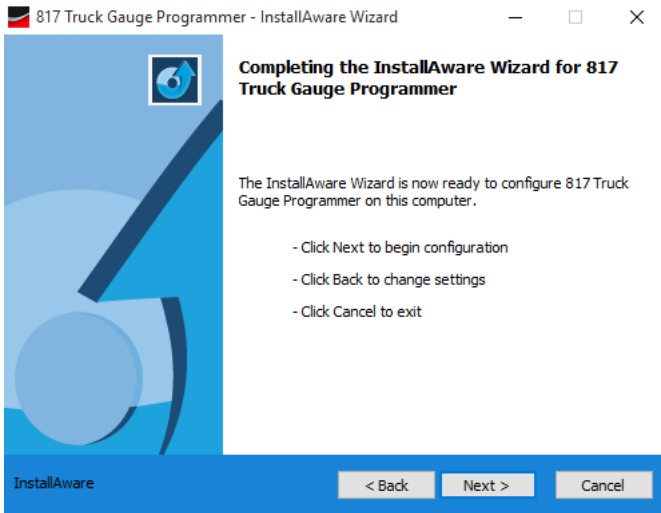 817 Truck Gauge Programmer - InstallAware Wizard
Completing the InstallAware Wizard for 817
Truck Gauge Programmer
The InstallAware Wizard is now ready to configure 817 Truck
Gauge Programmer on this computer.
- Click Next to begin configuration
- Click Back to change settings
- Click Cancel to exit
InstallAware
< Back Next > Cancel